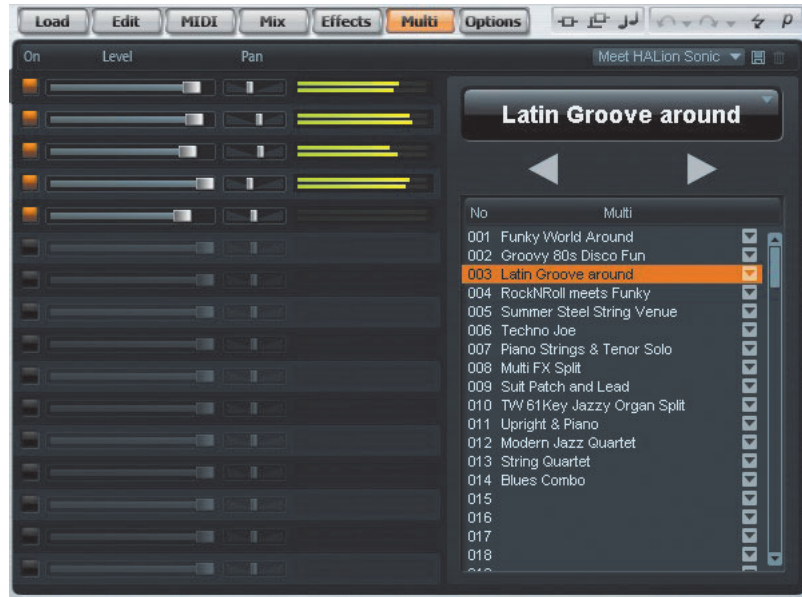 Load Edit MIDI Mix Effects Multi Options
On Level Pan Meet HALion Sonic
Latin Groove around
No Multi
001 Funky World Around
002 Groovy 80s Disco Fun
003 Latin Groove around
004 RockNRoll meets Funky
005 Summer Steel String Venue
006 Techno Joe
007 Piano Strings & Tenor Solo
008 Multi FX Split
009 Suit Patch and Lead
010 TW 61Key Jazzy Organ Split
011 Upright & Piano
012 Modern Jazz Quartet
013 String Quartet
014 Blues Combo
015
016
017
018